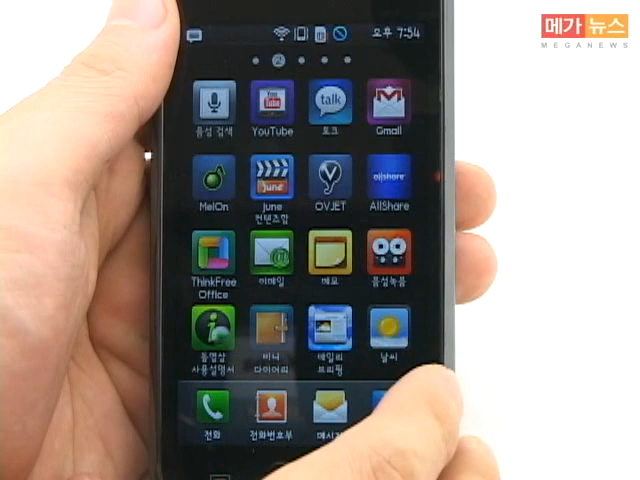 메가 뉴스
MEGANEWS
오후 7:54
음성 검색
YouTube
토크
Gmail
You
Tube
talk
MelOn
june
컨텐츠함
OVJET
AllShare
june
allshare
ThinkFree
Office
이메일
메모
음성녹음
동영상
사용설명서
미니
다이어리
데일리
브리핑
날씨
전화
전화번호부